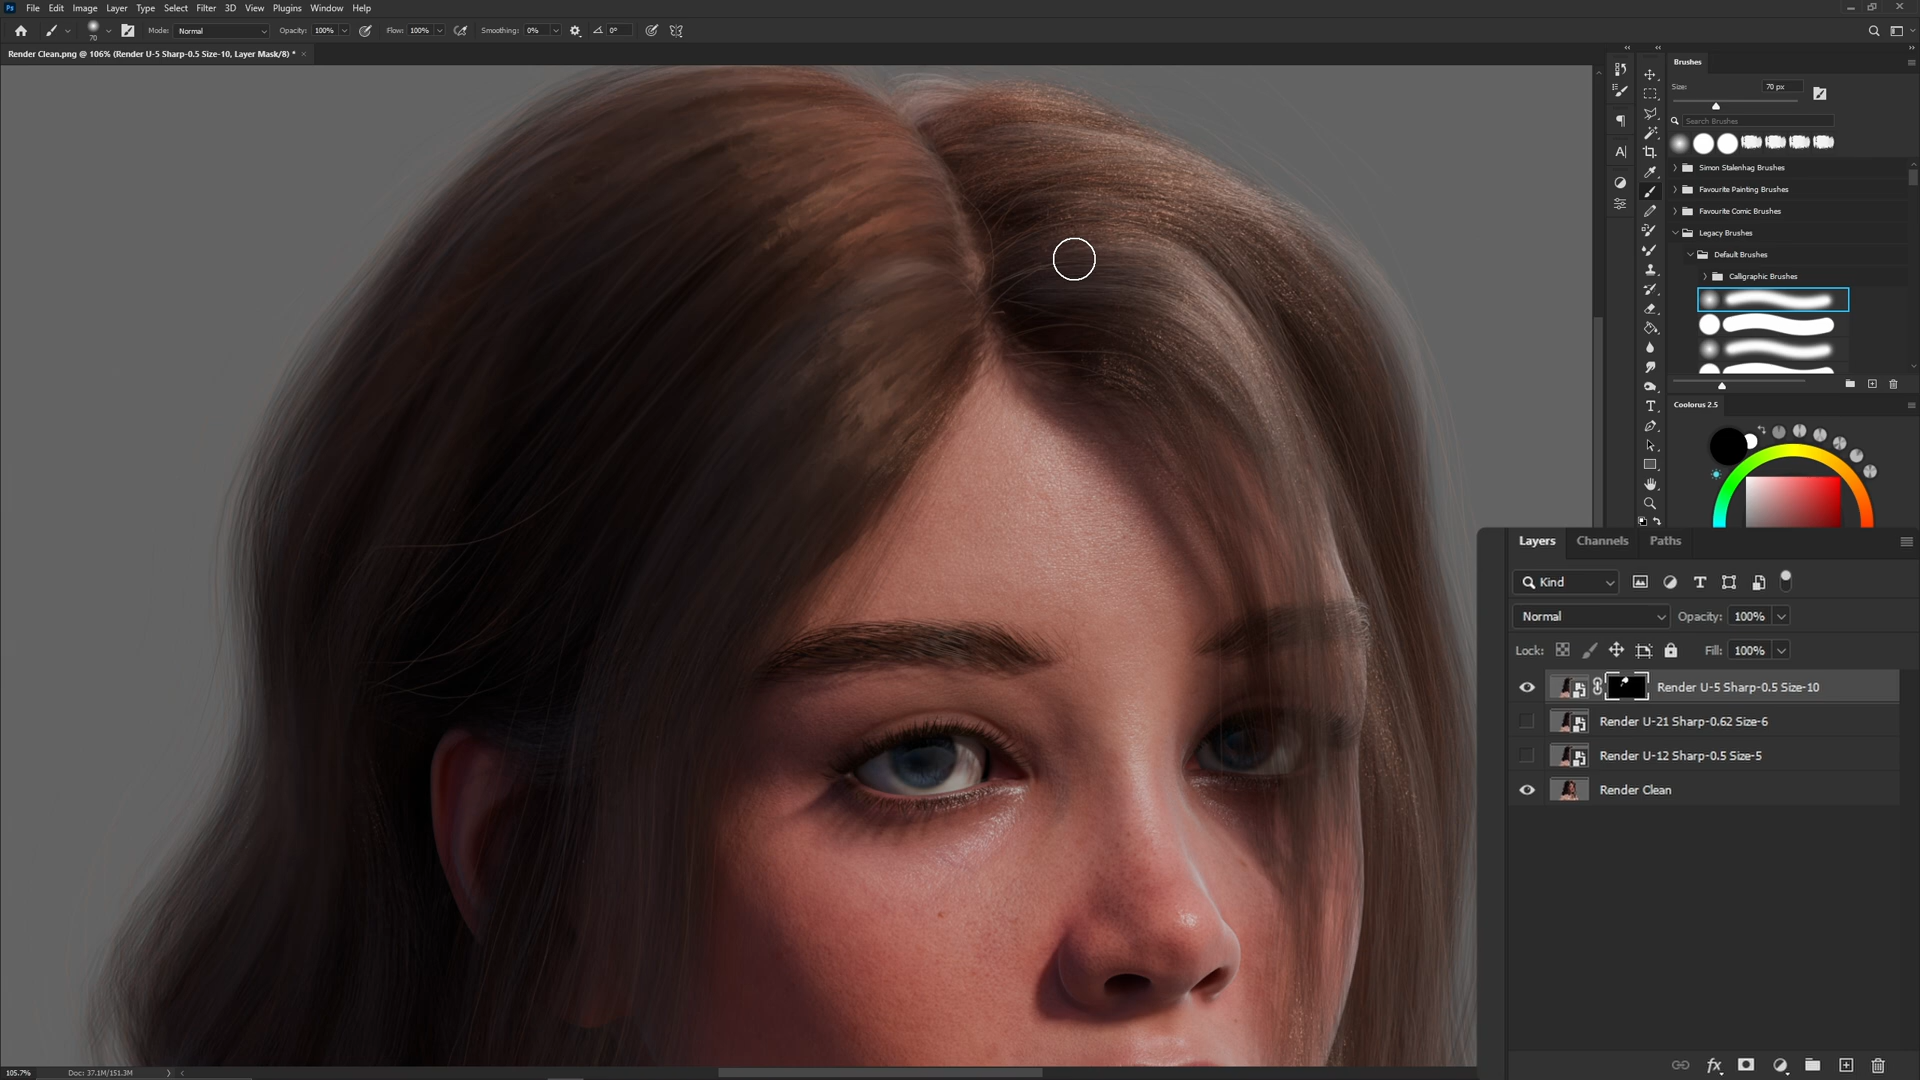 Ps File Edit Image Layer Type Select Filter 3D View Plugins Window Help
70 Mode: Normal Opacity: 100% Flow: 100% Smoothing: 0% 0°
Render Clean.png @ 106% (Render U-5 Sharp-0.5 Size-10, Layer Mask/8) * ×
Brushes
Size: 70 px
Search Brushes
Simon Stalenhag Brushes
Favourite Painting Brushes
Favourite Comic Brushes
Legacy Brushes
Default Brushes
Calligraphic Brushes
Coolorus 2.5
Layers Channels Paths
Kind
Normal Opacity: 100%
Lock: Fill: 100%
Render U-5 Sharp-0.5 Size-10
Render U-21 Sharp-0.62 Size-6
Render U-12 Sharp-0.5 Size-5
Render Clean
fx
105.7% Doc: 37.1M/151.3M